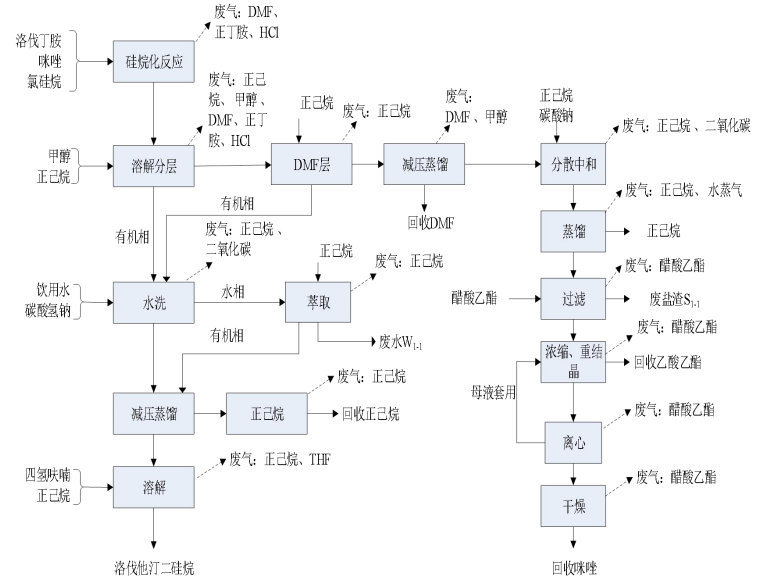 洛伐丁胺
咪唑
氯硅烷
硅烷化反应
废气：DMF、
正丁胺、HCl
甲醇
正己烷
溶解分层
废气：正己
烷、甲醇、
DMF、正丁
胺、HCl
正己烷
废气：正己烷
DMF层
废气：
DMF、甲醇
减压蒸馏
回收DMF
正己烷
碳酸钠
废气：正己烷、二氧化碳
分散中和
废气：正己烷、水蒸气
蒸馏
正己烷
有机相
有机相
废气：正己烷、
二氧化碳
饮用水
碳酸氢钠
水洗
水相
正己烷
废气：正己烷
萃取
废水W1-1
有机相
醋酸乙酯
废气：醋酸乙酯
过滤
废盐渣S1-1
废气：醋酸乙酯
浓缩、重结
晶
回收乙酸乙酯
母液套用
废气：醋酸乙酯
离心
废气：醋酸乙酯
干燥
回收咪唑
减压蒸馏
正己烷
废气：正己烷
回收正己烷
四氢呋喃
正己烷
溶解
废气：正己烷、THF
洛伐他汀二硅烷